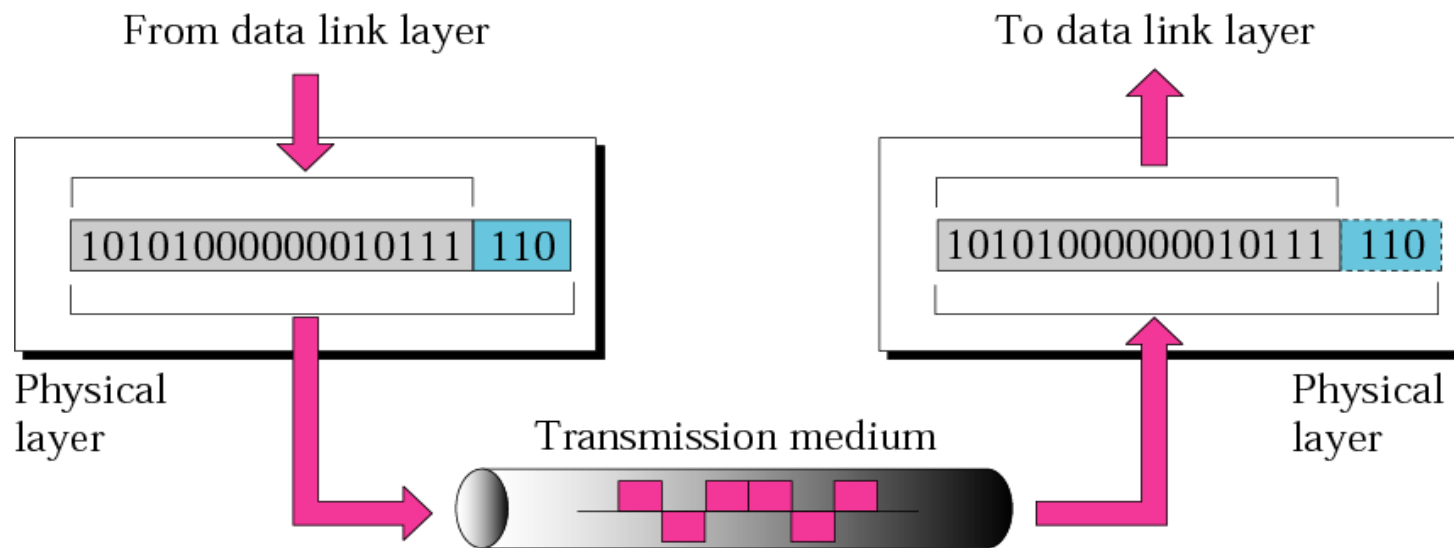 From data link layer
To data link layer
10101000000010111 110
10101000000010111 110
Physical
layer
Transmission medium
Physical
layer